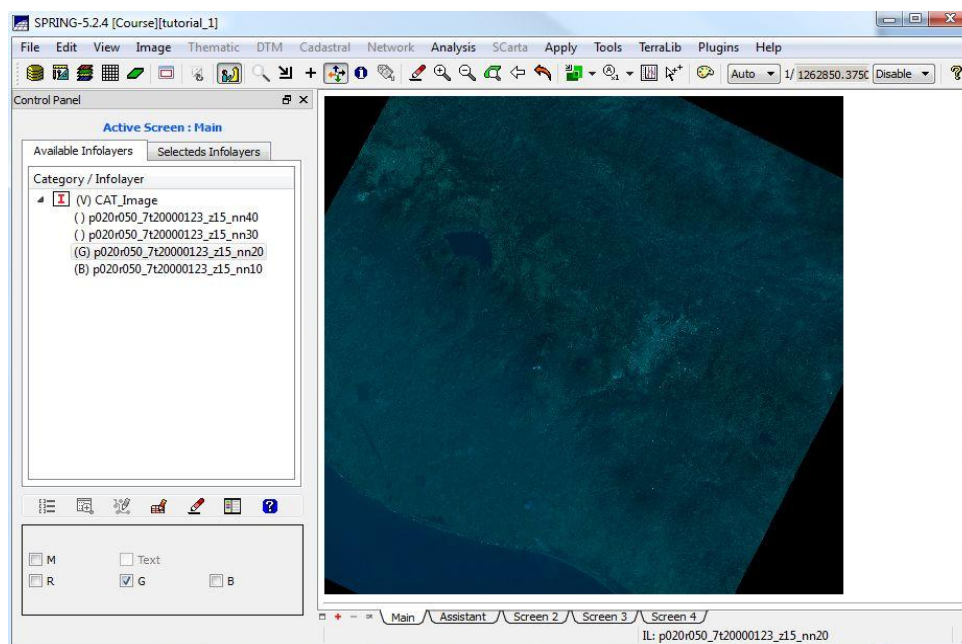 SPRING-5.2.4 [Course][tutorial_1]
File Edit View Image Thematic DTM Cadastral Network Analysis SCarta Apply Tools TerraLib Plugins Help
Auto 1/ 1262850.375 Disable
Control Panel
Active Screen : Main
Available Infolayers Selecteds Infolayers
Category / Infolayer
(V) CAT_Image
( ) p020r050_7t20000123_z15_nn40
( ) p020r050_7t20000123_z15_nn30
(G) p020r050_7t20000123_z15_nn20
(B) p020r050_7t20000123_z15_nn10
M Text
R G B
Main Assistant Screen 2 Screen 3 Screen 4
IL: p020r050_7t20000123_z15_nn20